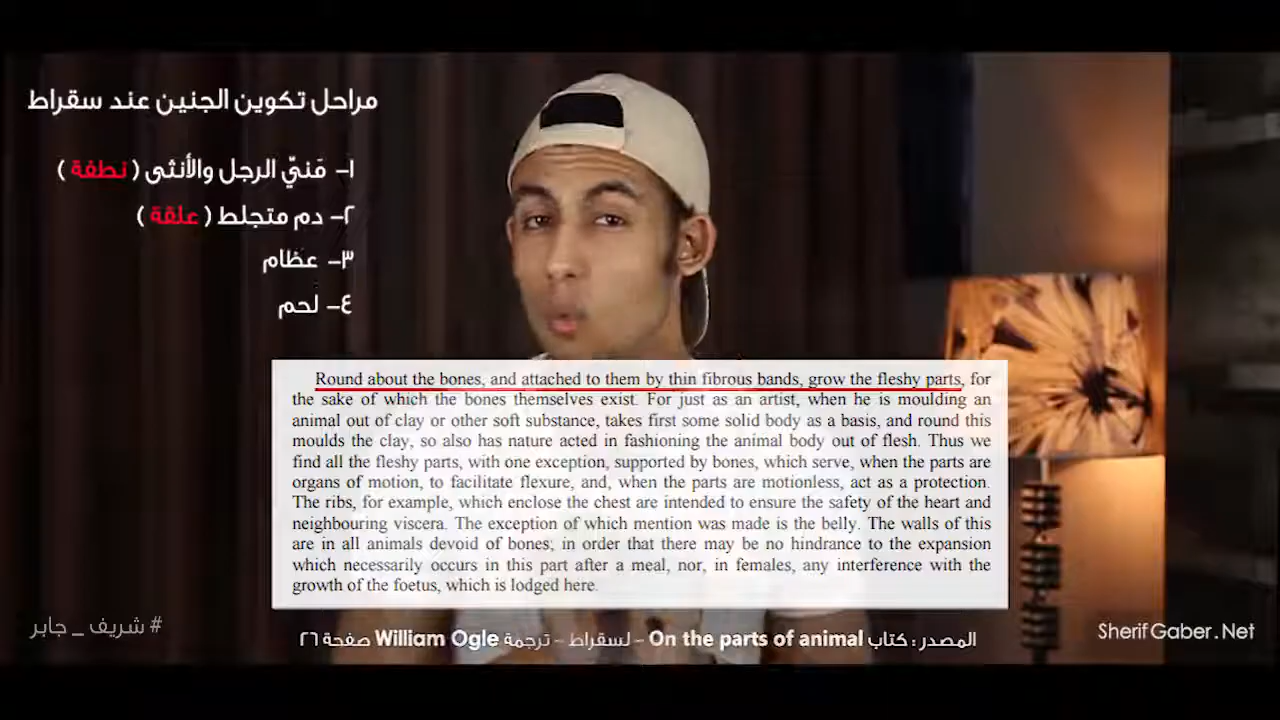 مراحل تكوين الجنين عند سقراط
١- مَنيّ الرجل والأنثى ( نطفة )
٢- دم متجلط ( علقة )
٣- عظام
٤- لحم
Round about the bones, and attached to them by thin fibrous bands, grow the fleshy parts, for
the sake of which the bones themselves exist. For just as an artist, when he is moulding an
animal out of clay or other soft substance, takes first some solid body as a basis, and round this
moulds the clay, so also has nature acted in fashioning the animal body out of flesh. Thus we
find all the fleshy parts, with one exception, supported by bones, which serve, when the parts are
organs of motion, to facilitate flexure, and, when the parts are motionless, act as a protection.
The ribs, for example, which enclose the chest are intended to ensure the safety of the heart and
neighbouring viscera. The exception of which mention was made is the belly. The walls of this
are in all animals devoid of bones; in order that there may be no hindrance to the expansion
which necessarily occurs in this part after a meal, nor, in females, any interference with the
growth of the foetus, which is lodged here.
# شريف _ جابر
المصدر : كتاب On the parts of animal - لسقراط - ترجمة William Ogle صفحة ٢٦
SherifGaber.Net